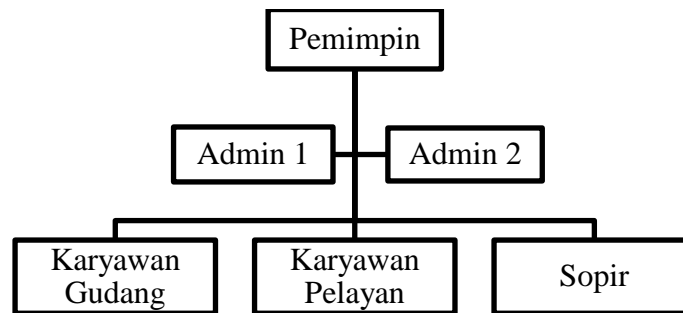 Pemimpin
Admin 1
Admin 2
Karyawan
Gudang
Karyawan
Pelayan
Sopir